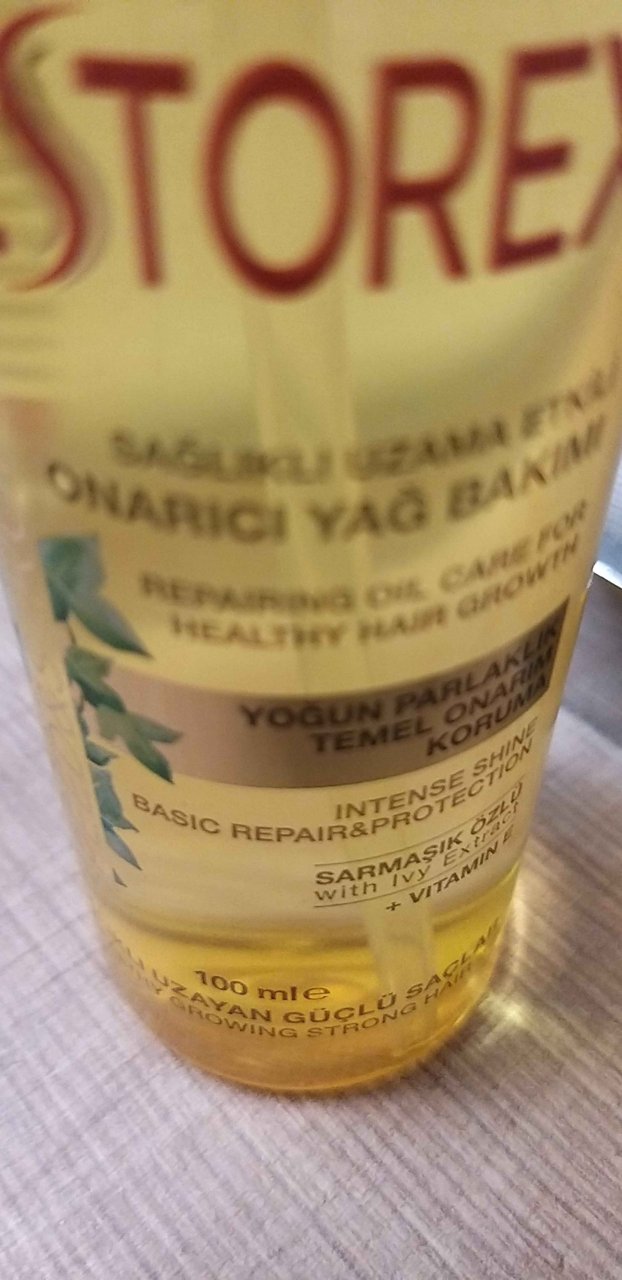 STOREX
SAĞLIKLI UZAMA ETKİLİ
ONARICI YAĞ BAKIMI
REPAIRING OIL CARE FOR
HEALTHY HAIR GROWTH
YOĞUN PARLAKLIK
TEMEL ONARIM
KORUMA
INTENSE SHINE
BASIC REPAIR&PROTECTION
SARMAŞIK ÖZLÜ
with Ivy Extract
+ VITAMIN E
100 ml e
UZAYAN GÜÇLÜ SAÇLAR
GROWING STRONG HAIR